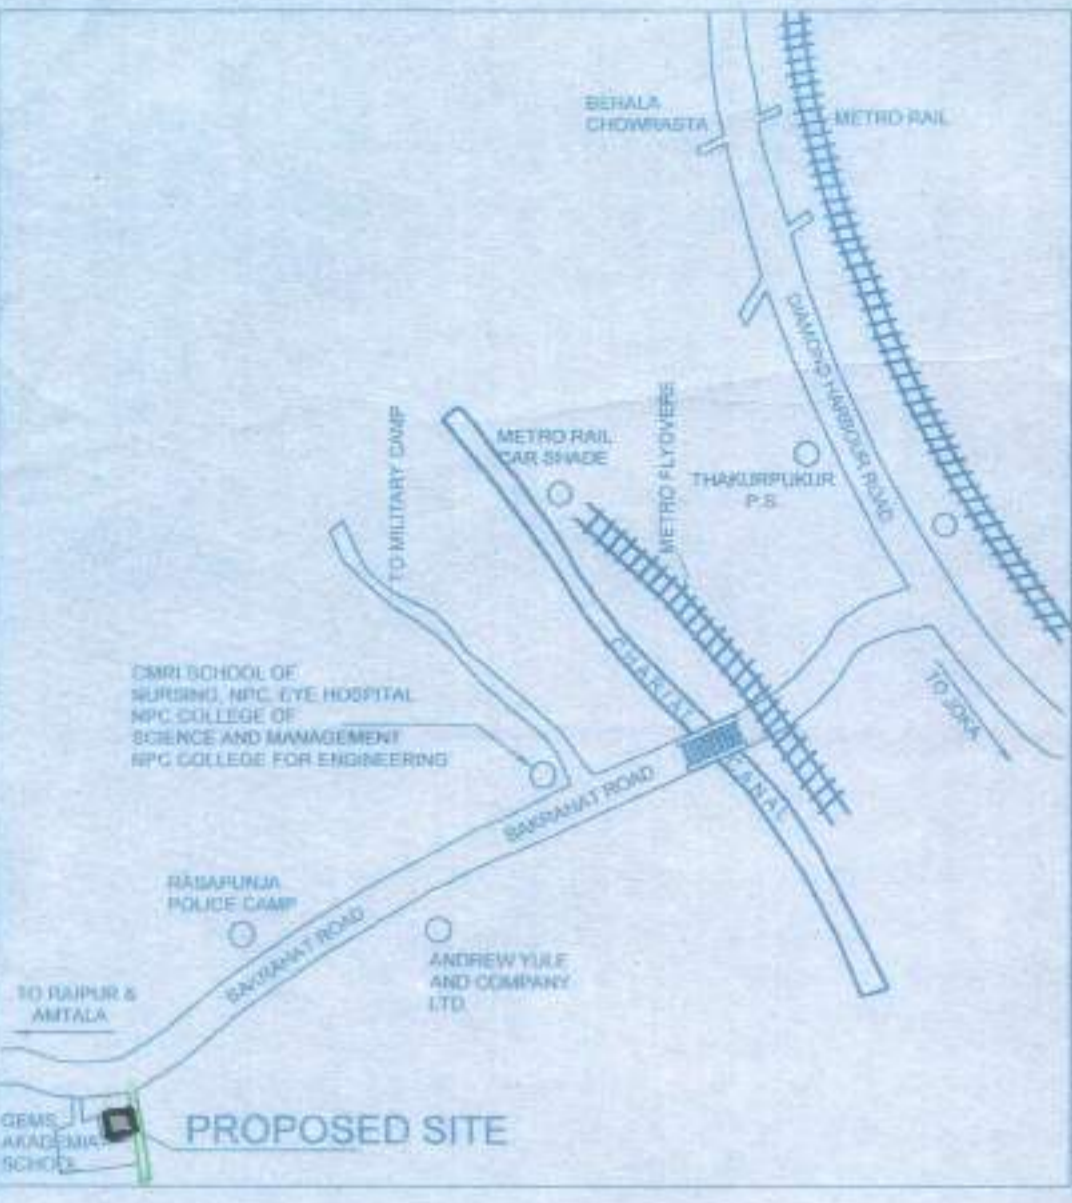 BEHALA
CHOWRASTA
METRO RAIL
DIAMOND HARBOUR ROAD
TO MILITARY CAMP
METRO RAIL
CAR SHADE
METRO FLYOVERS
THAKURPUKUR
P.S.
CHARIAL
CANAL
TO JOKA
CMRI SCHOOL OF
NURSING, NPC, EYE HOSPITAL
NPC COLLEGE OF
SCIENCE AND MANAGEMENT
NPC COLLEGE FOR ENGINEERING
BAKRAHAT ROAD
RASAPUNJA
POLICE CAMP
BAKRAHAT ROAD
ANDREW YULE
AND COMPANY
LTD.
TO RAIPUR &
AMTALA
GEMS
AKADEMIA
SCHOOL
PROPOSED SITE